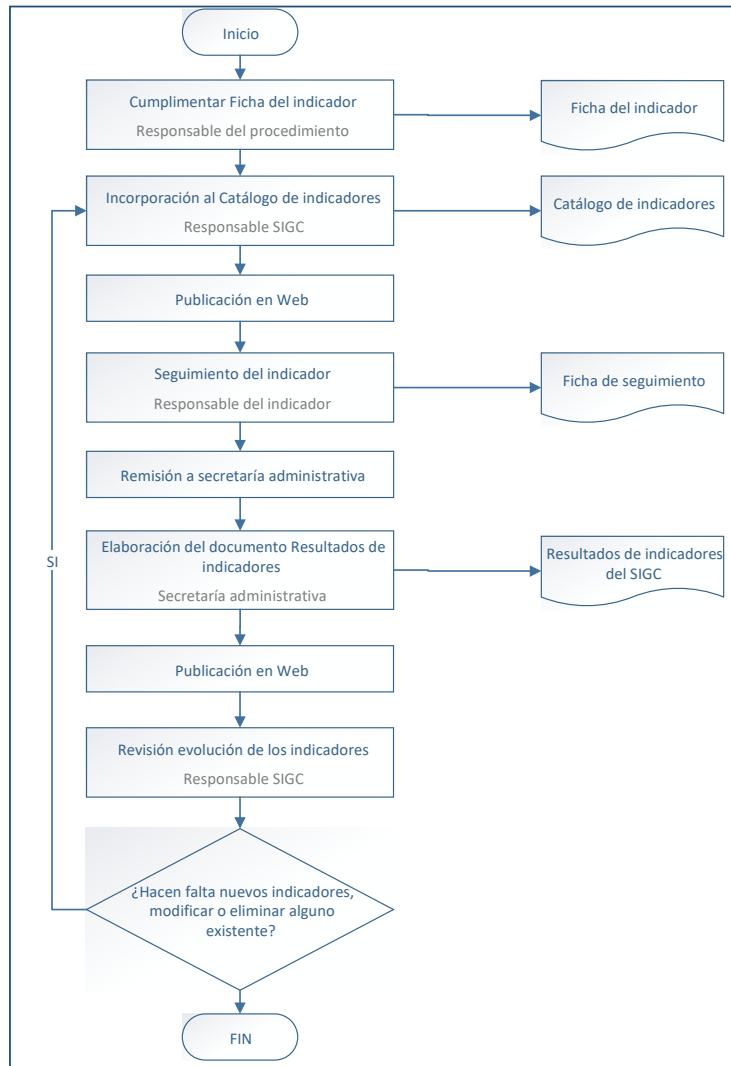 Inicio
Cumplimentar Ficha del indicador
Responsable del procedimiento
Ficha del indicador
Incorporación al Catálogo de indicadores
Responsable SIGC
Catálogo de indicadores
Publicación en Web
Seguimiento del indicador
Responsable del indicador
Ficha de seguimiento
Remisión a secretaría administrativa
Elaboración del documento Resultados de
indicadores
Secretaría administrativa
Resultados de indicadores
del SIGC
SI
Publicación en Web
Revisión evolución de los indicadores
Responsable SIGC
¿Hacen falta nuevos indicadores,
modificar o eliminar alguno
existente?
FIN